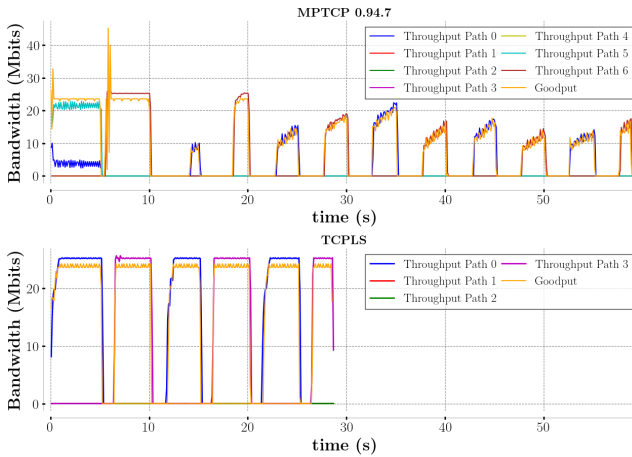 MPTCP 0.94.7
Bandwidth (Mbits)
40
30
20
10
0
Throughput Path 0
Throughput Path 1
Throughput Path 2
Throughput Path 3
Throughput Path 4
Throughput Path 5
Throughput Path 6
Goodput
0
10
20
30
40
50
time (s)
TCPLS
Bandwidth (Mbits)
20
10
0
Throughput Path 0
Throughput Path 1
Throughput Path 2
Throughput Path 3
Goodput
0
10
20
30
40
50
time (s)